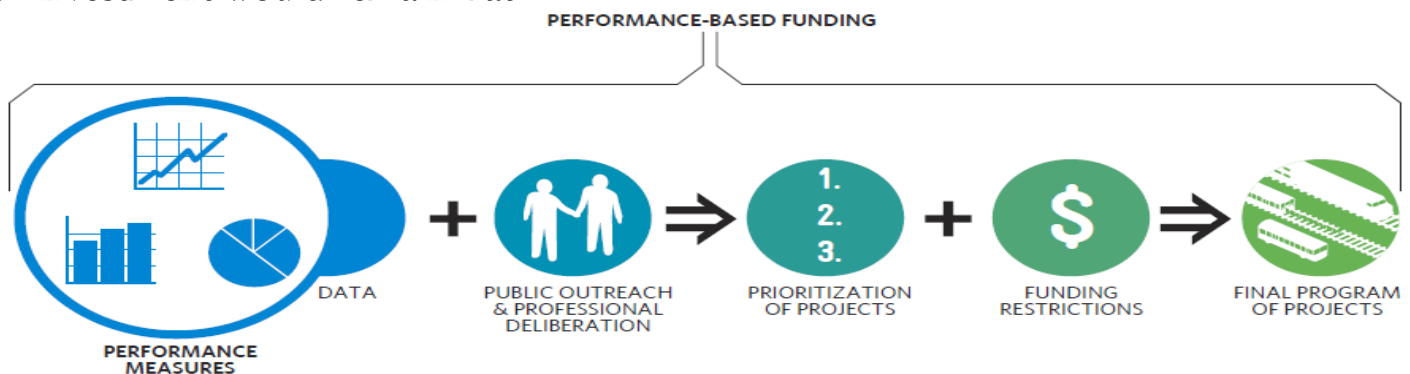 PERFORMANCE-BASED FUNDING
1.
2.
3.
$
DATA
PUBLIC OUTREACH
& PROFESSIONAL
DELIBERATION
PRIORITIZATION
OF PROJECTS
FUNDING
RESTRICTIONS
FINAL PROGRAM
OF PROJECTS
PERFORMANCE
MEASURES